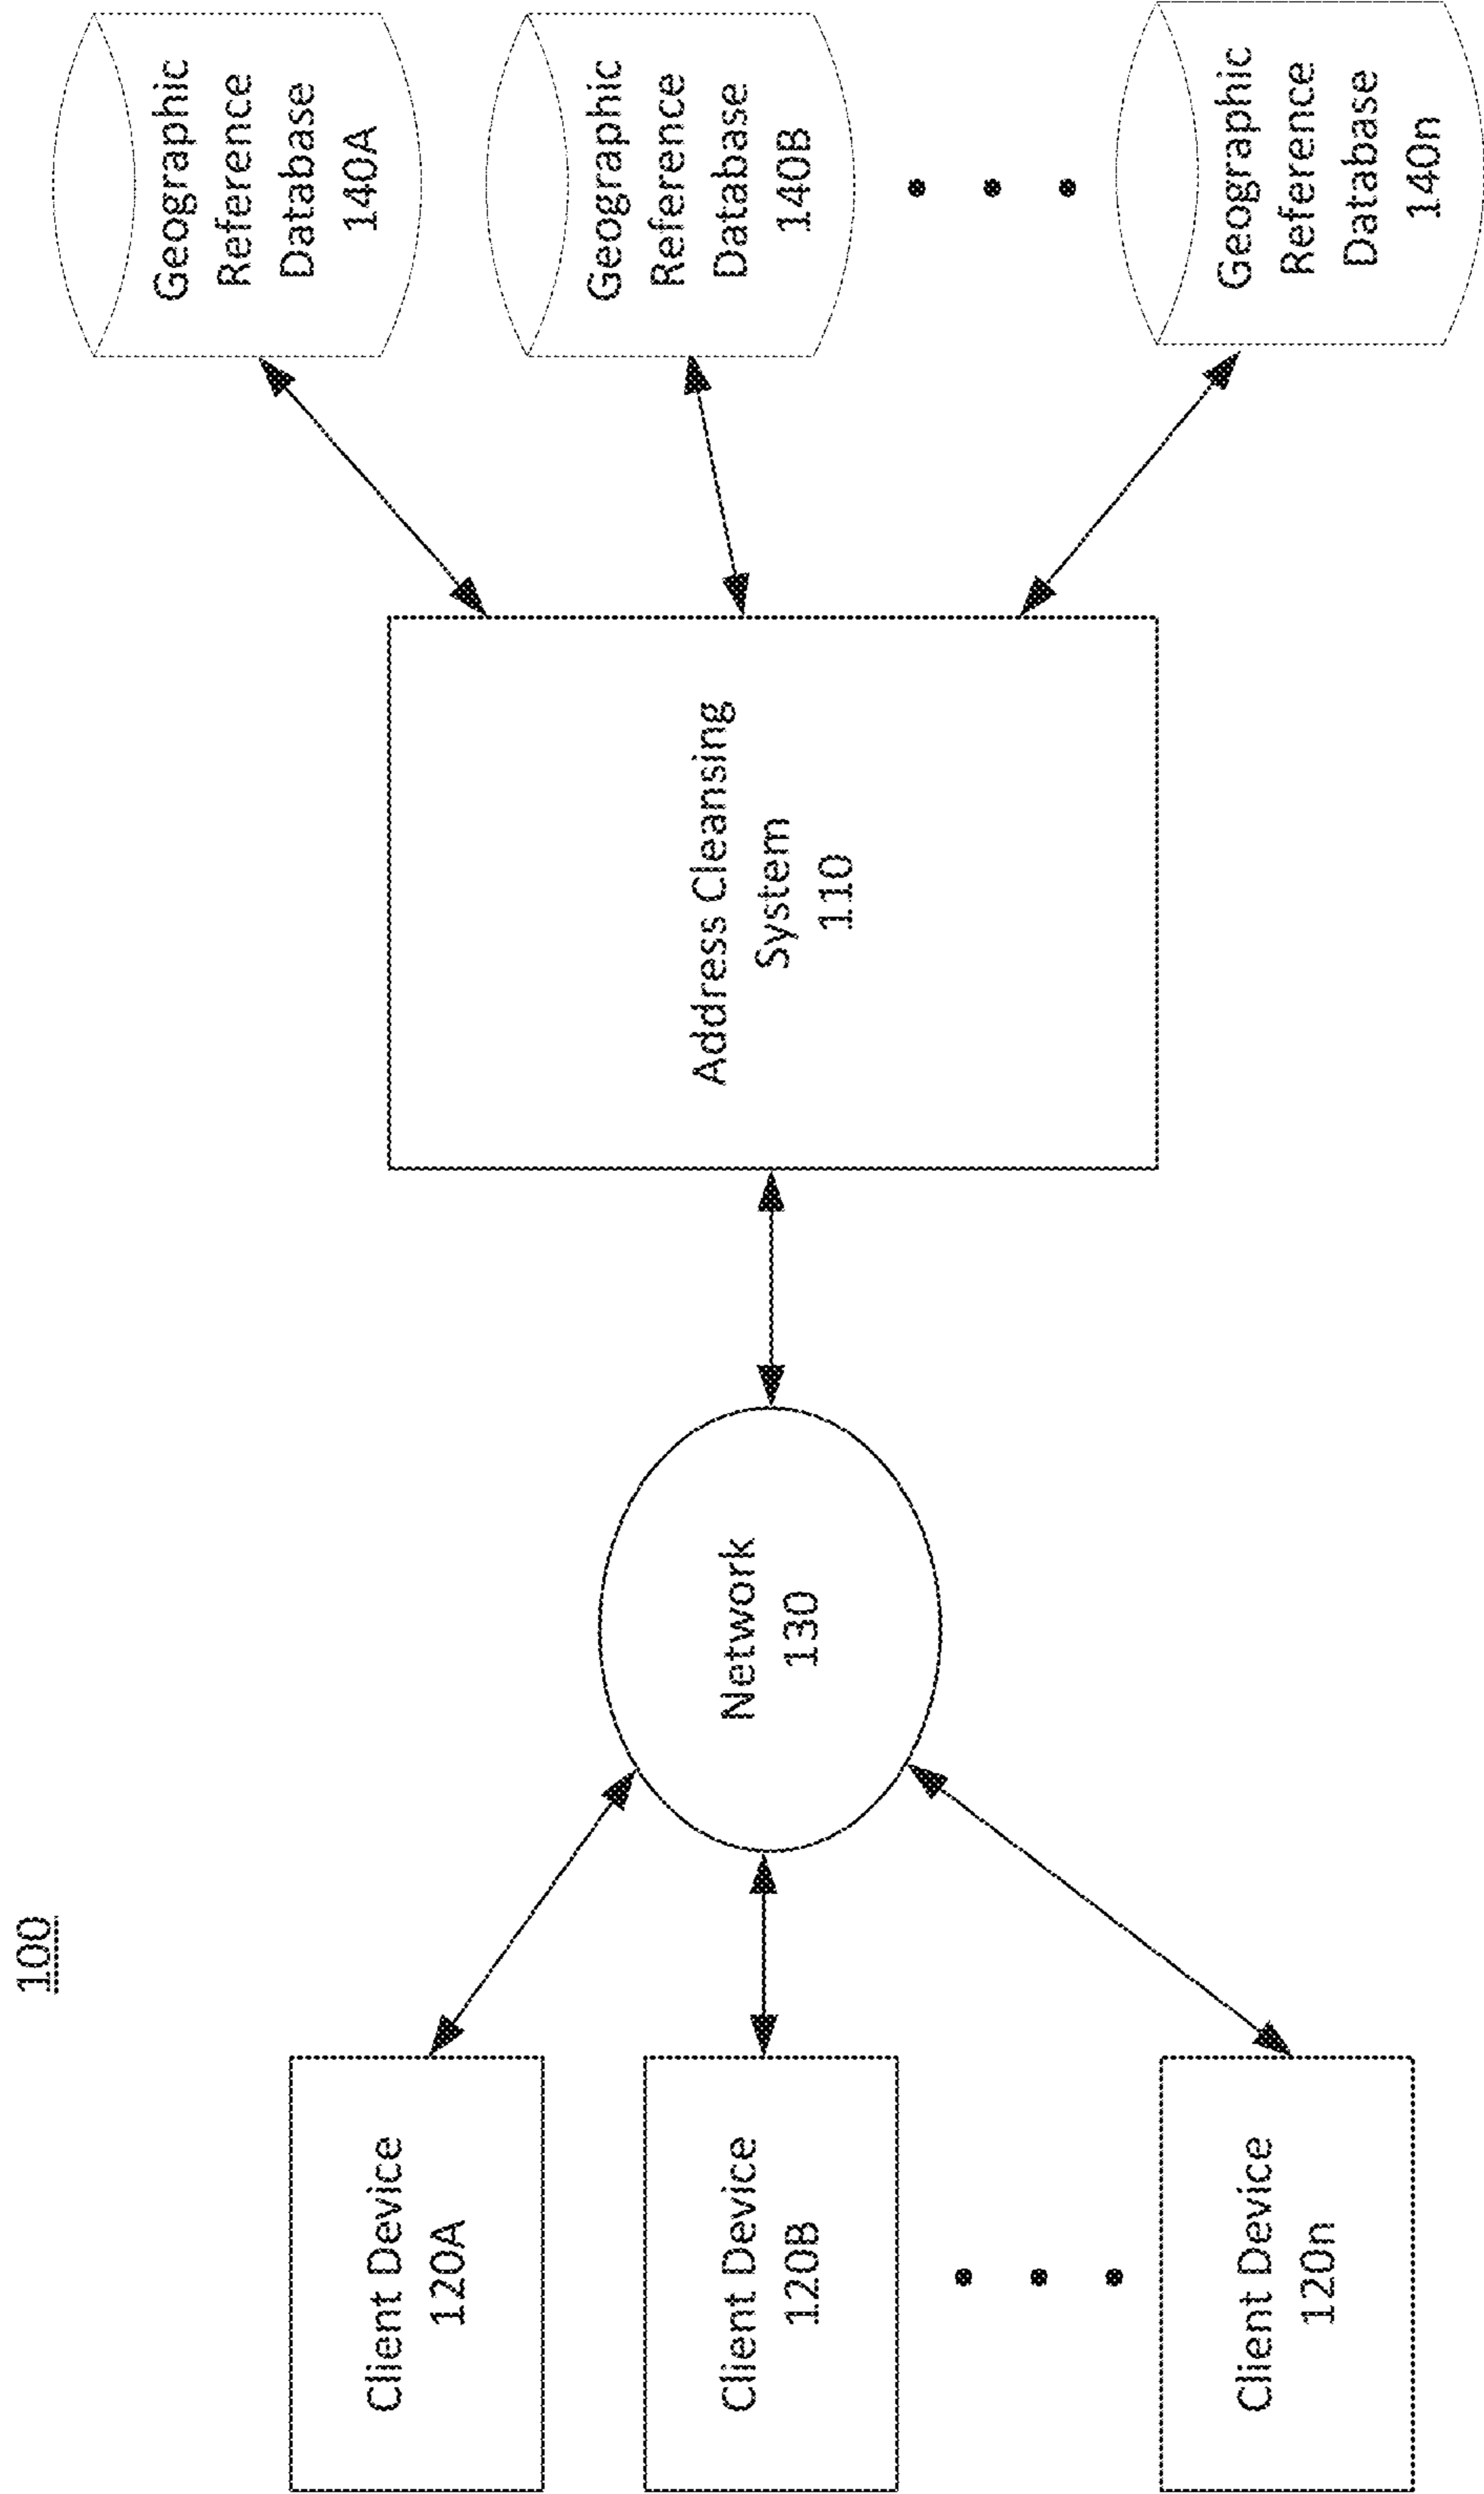 100
Client Device
120A
Client Device
120B
Client Device
120n
Network
130
Address Cleansing
System
110
Geographic
Reference
Database
140A
Geographic
Reference
Database
140B
Geographic
Reference
Database
140n